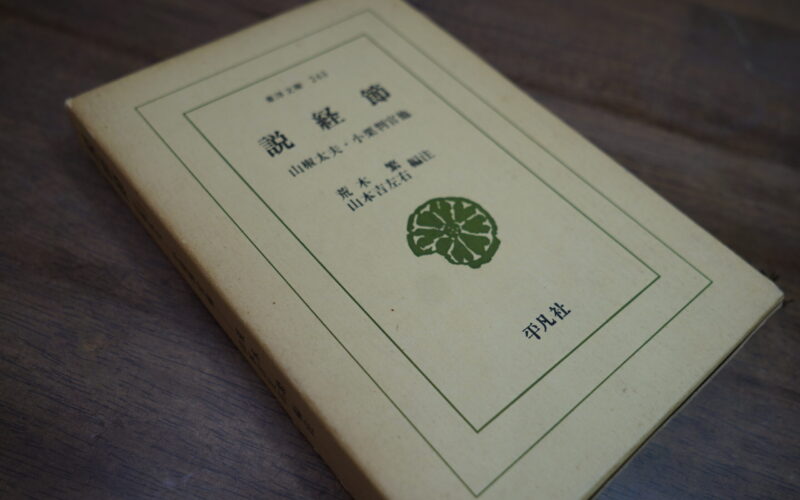 東洋文庫 243
説経節
山椒太夫・小栗判官他
荒木繁 編注
山本吉左右
平凡社